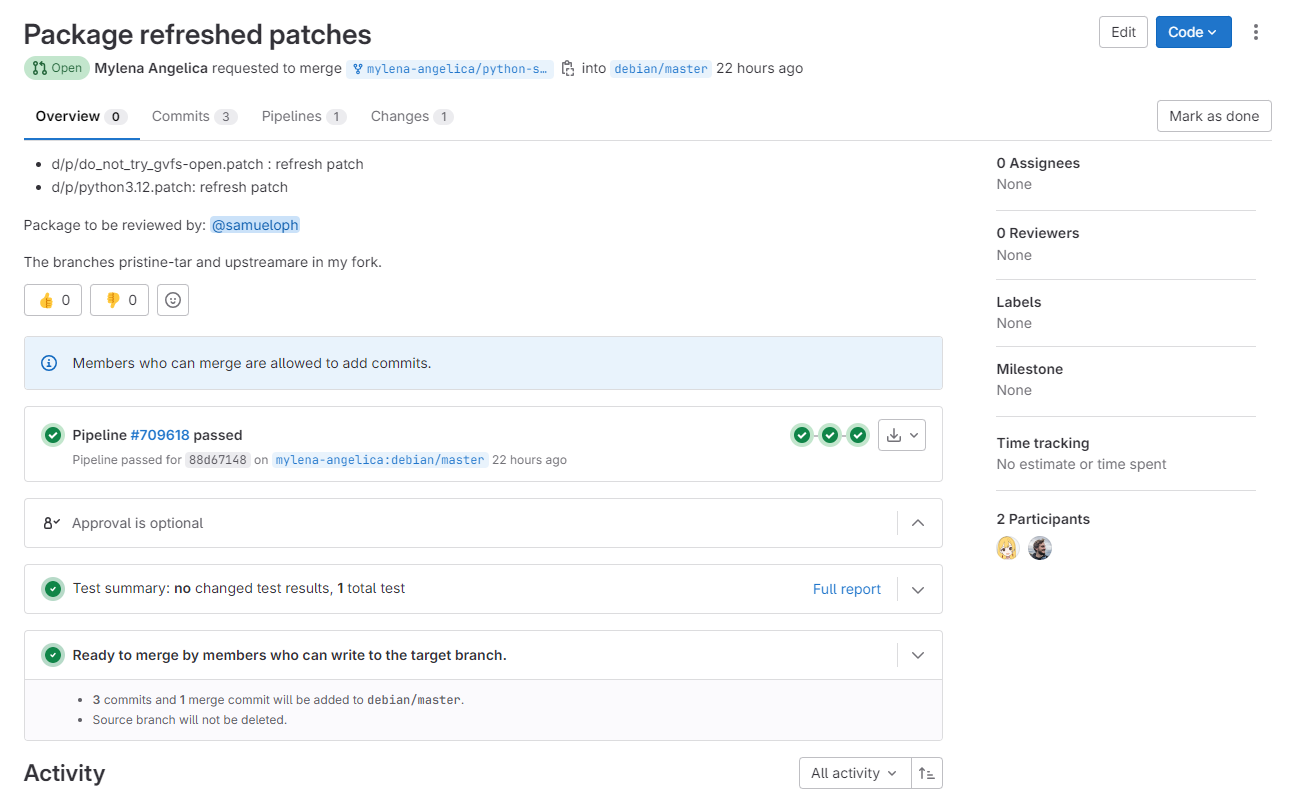 Package refreshed patches
Edit
Code
Open Mylena Angelica requested to merge mylena-angelica/python-s… into debian/master 22 hours ago
Overview 0 Commits 3 Pipelines 1 Changes 1
Mark as done
d/p/do_not_try_gvfs-open.patch : refresh patch
d/p/python3.12.patch: refresh patch
Package to be reviewed by: @samueloph
The branches pristine-tar and upstreamare in my fork.
0 0
Members who can merge are allowed to add commits.
Pipeline #709618 passed
Pipeline passed for 88d67148 on mylena-angelica:debian/master 22 hours ago
Approval is optional
Test summary: no changed test results, 1 total test
Full report
Ready to merge by members who can write to the target branch.
3 commits and 1 merge commit will be added to debian/master.
Source branch will not be deleted.
Activity
All activity
0 Assignees
None
0 Reviewers
None
Labels
None
Milestone
None
Time tracking
No estimate or time spent
2 Participants